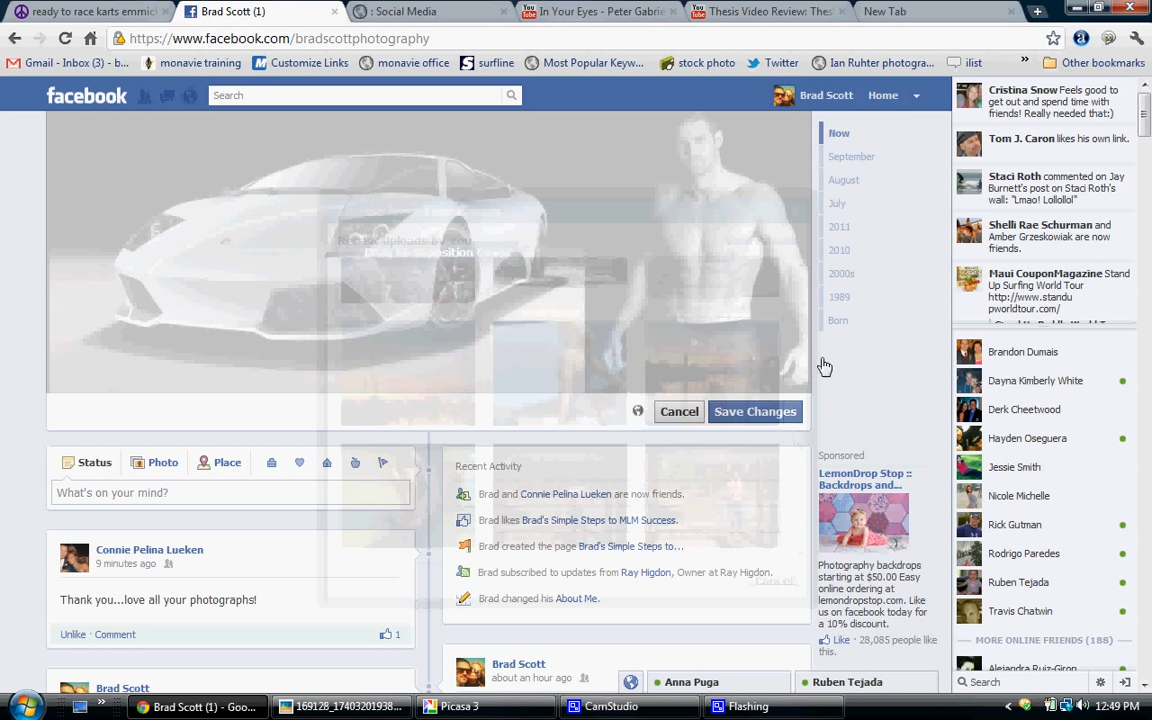 ready to race karts emmici
Brad Scott (1)
: Social Media
In Your Eyes - Peter Gabrie
Thesis Video Review: Thes
New Tab
https://www.facebook.com/bradscottphotography
Gmail - Inbox (3) - b...
monavie training
Customize Links
monavie office
surfline
Most Popular Keyw...
stock photo
Twitter
Ian Ruhter photogra...
ilist
»
Other bookmarks
facebook
Search
Brad Scott
Home
Now
September
August
July
2011
2010
2000s
1989
Born
Recent Uploads by You
Cancel
Save Changes
Status
Photo
Place
What's on your mind?
Connie Pelina Lueken
9 minutes ago
Thank you...love all your photographs!
Unlike · Comment
1
Brad Scott
Recent Activity
Brad and Connie Pelina Lueken are now friends.
Brad likes Brad's Simple Steps to MLM Success.
Brad created the page Brad's Simple Steps to...
Brad subscribed to updates from Ray Higdon, Owner at Ray Higdon.
Cancel
Brad changed his About Me.
Brad Scott
about an hour ago
Sponsored
LemonDrop Stop ::
Backdrops and...
Photography backdrops
starting at $50.00 Easy
online ordering at
lemondropstop.com. Like
us on facebook today for
a 10% discount.
Like · 28,085 people like
this.
Cristina Snow Feels good to
get out and spend time with
friends! Really needed that:)
Tom J. Caron likes his own link.
Staci Roth commented on Jay
Burnett's post on Staci Roth's
wall: "Lmao! Lollollol"
Shelli Rae Schurman and
Amber Grzeskowiak are now
friends.
Maui CouponMagazine Stand
Up Surfing World Tour
http://www.standu
pworldtour.com/
Brandon Dumais
Dayna Kimberly White
Derk Cheetwood
Hayden Oseguera
Jessie Smith
Nicole Michelle
Rick Gutman
Rodrigo Paredes
Ruben Tejada
Travis Chatwin
MORE ONLINE FRIENDS (188)
Alejandra Ruiz-Giron
Search
Anna Puga
Ruben Tejada
»
Brad Scott (1) - Goo...
169128_17403201938...
Picasa 3
CamStudio
Flashing
12:49 PM